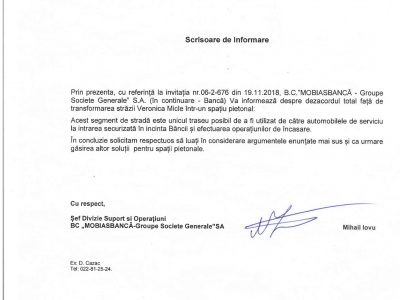 Scrisoare de informare
Prin prezenta, cu referință la invitația nr.06-2-676 din 19.11.2018, B.C."MOBIASBANCĂ - Groupe
Societe Generale" S.A. (în continuare - Bancă) Va informează despre dezacordul total față de
transformarea străzii Veronica Micle într-un spațiu pietonal:
Acest segment de stradă este unicul traseu posibil de a fi utilizat de către automobilele de serviciu
la intrarea securizată în incinta Băncii și efectuarea operațiunilor de încasare.
În concluzie solicitam respectuos să luați în considerare argumentele enunțate mai sus și ca urmare
găsirea altor soluții pentru spații pietonale.
Cu respect,
Șef Divizie Suport si Operațiuni
BC „MOBIASBANCĂ-Groupe Societe Generale"SA
Mihail Iovu
Ex: D. Cazac
Tel: 022-81-25-24.